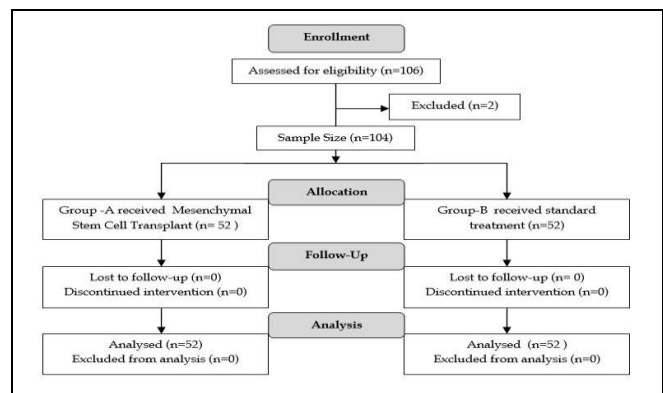 Enrollment
Assessed for eligibility (n=106)
Excluded (n=2)
Sample Size (n=104)
Allocation
Group -A received Mesenchymal
Stem Cell Transplant (n= 52 )
Group-B received standard
treatment (n=52)
Follow-Up
Lost to follow-up (n=0)
Discontinued intervention (n=0)
Lost to follow-up (n= 0)
Discontinued intervention (n=0)
Analysis
Analysed (n=52)
Excluded from analysis (n=0)
Analysed (n=52 )
Excluded from analysis (n=0)